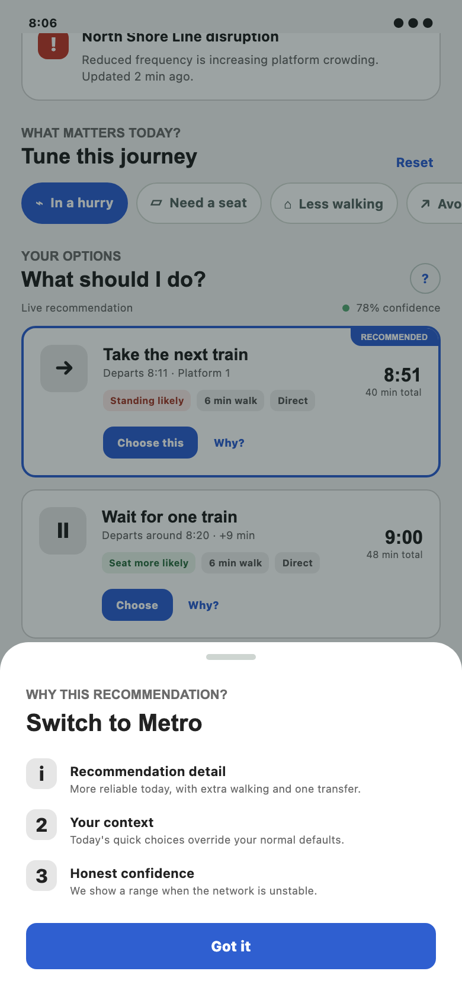 8:06
!
North Shore Line disruption
Reduced frequency is increasing platform crowding.
Updated 2 min ago.
WHAT MATTERS TODAY?
Tune this journey
Reset
In a hurry
Need a seat
Less walking
Avo
YOUR OPTIONS
What should I do?
?
Live recommendation
78% confidence
RECOMMENDED
Take the next train
Departs 8:11 · Platform 1
8:51
40 min total
Standing likely
6 min walk
Direct
Choose this
Why?
Wait for one train
Departs around 8:20 · +9 min
9:00
48 min total
Seat more likely
6 min walk
Direct
Choose
Why?
WHY THIS RECOMMENDATION?
Switch to Metro
i
Recommendation detail
More reliable today, with extra walking and one transfer.
2
Your context
Today's quick choices override your normal defaults.
3
Honest confidence
We show a range when the network is unstable.
Got it